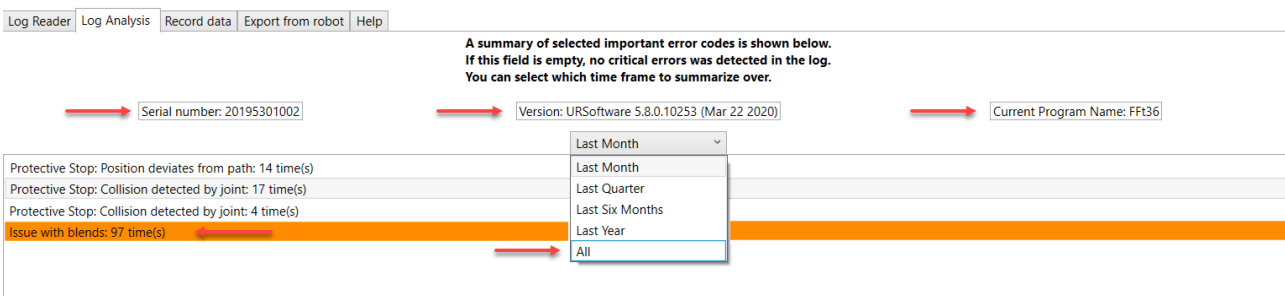 Log Reader Log Analysis Record data Export from robot Help
A summary of selected important error codes is shown below.
If this field is empty, no critical errors was detected in the log.
You can select which time frame to summarize over.
Serial number: 20195301002 Version: URSoftware 5.8.0.10253 (Mar 22 2020) Current Program Name: FFt36
Last Month
Protective Stop: Position deviates from path: 14 time(s) Last Month
Protective Stop: Collision detected by joint: 17 time(s) Last Quarter
Protective Stop: Collision detected by joint: 4 time(s) Last Six Months
Issue with blends: 97 time(s) Last Year
All